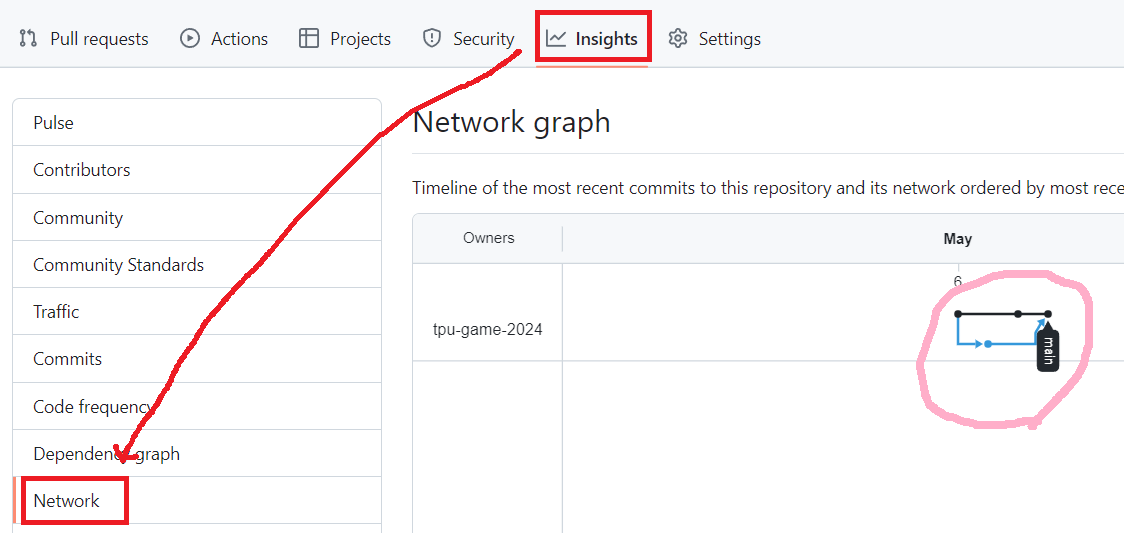 Pull requests Actions Projects Security Insights Settings
Pulse
Contributors
Community
Community Standards
Traffic
Commits
Code frequency
Dependency graph
Network
Network graph
Timeline of the most recent commits to this repository and its network ordered by most rece
Owners May
6
tpu-game-2024
main